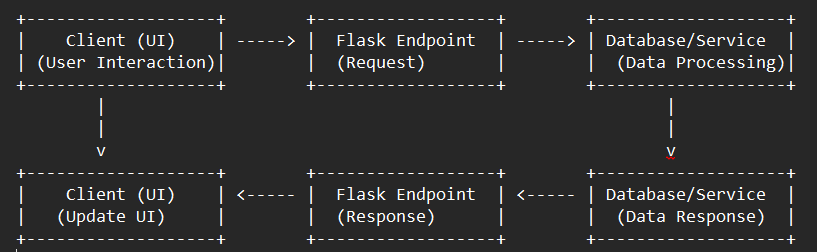 +-------------------+        +------------------+        +-------------------+
|    Client (UI)    | -----> |  Flask Endpoint  | -----> | Database/Service  |
| (User Interaction)|        |  (Request)       |        |  (Data Processing)|
+-------------------+        +------------------+        +-------------------+
        |                                                        |
        |                                                        |
        v                                                        v
+-------------------+        +------------------+        +-------------------+
|    Client (UI)    | <----- |  Flask Endpoint  | <----- | Database/Service  |
|   (Update UI)     |        |  (Response)      |        |  (Data Response)  |
+-------------------+        +------------------+        +-------------------+